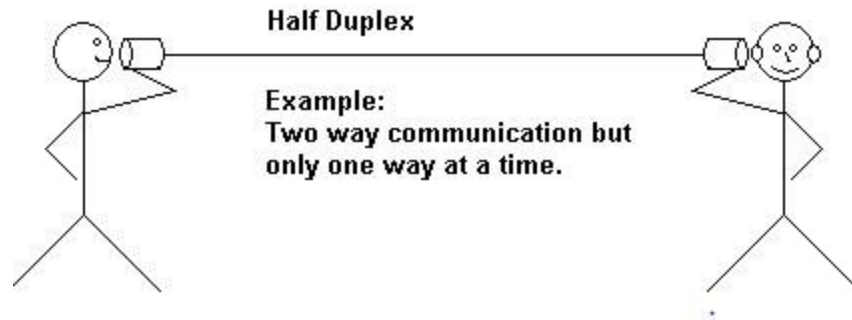 Half Duplex
Example:
Two way communication but
only one way at a time.